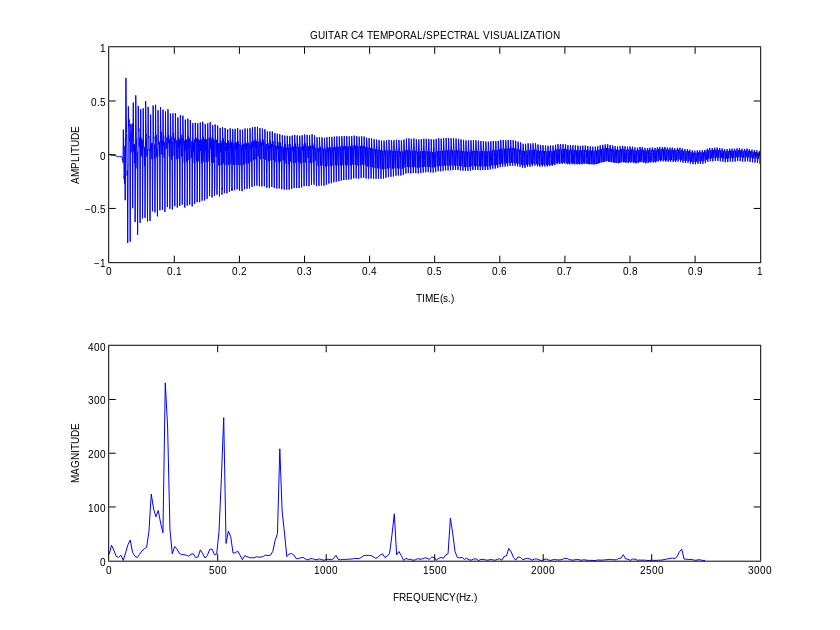 GUITAR C4 TEMPORAL/SPECTRAL VISUALIZATION
1
0.5
0
−0.5
−1
AMPLITUDE
0 0.1 0.2 0.3 0.4 0.5 0.6 0.7 0.8 0.9 1
TIME(s.)
400
300
200
100
0
MAGNITUDE
0 500 1000 1500 2000 2500 3000
FREQUENCY(Hz.)